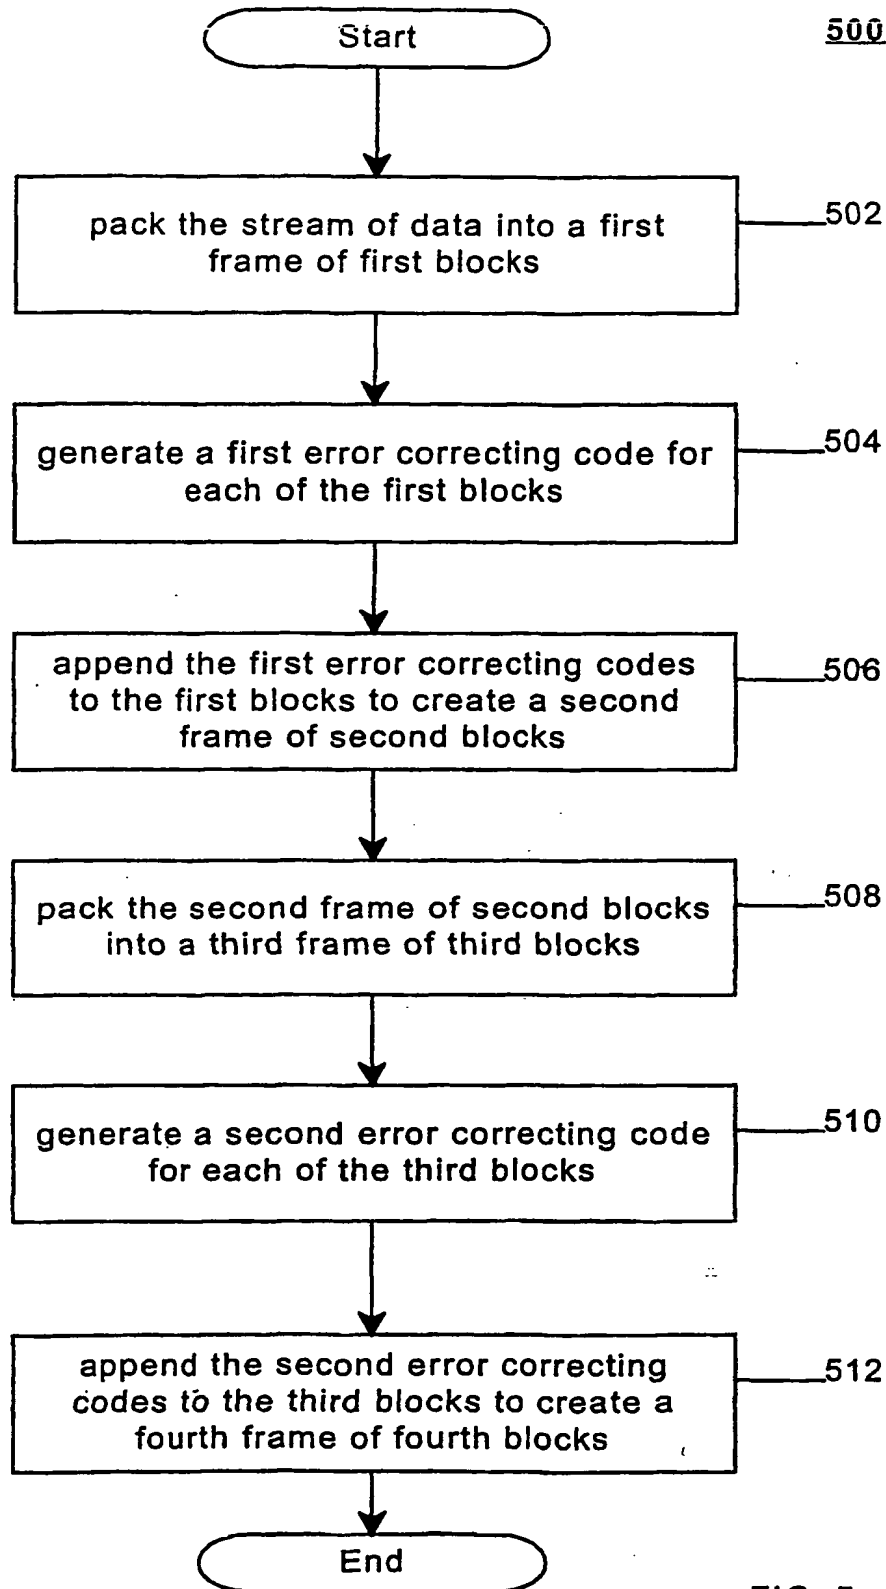 Start
500
pack the stream of data into a first
frame of first blocks
502
generate a first error correcting code for
each of the first blocks
504
append the first error correcting codes
to the first blocks to create a second
frame of second blocks
506
pack the second frame of second blocks
into a third frame of third blocks
508
generate a second error correcting code
for each of the third blocks
510
append the second error correcting
codes to the third blocks to create a
fourth frame of fourth blocks
512
End